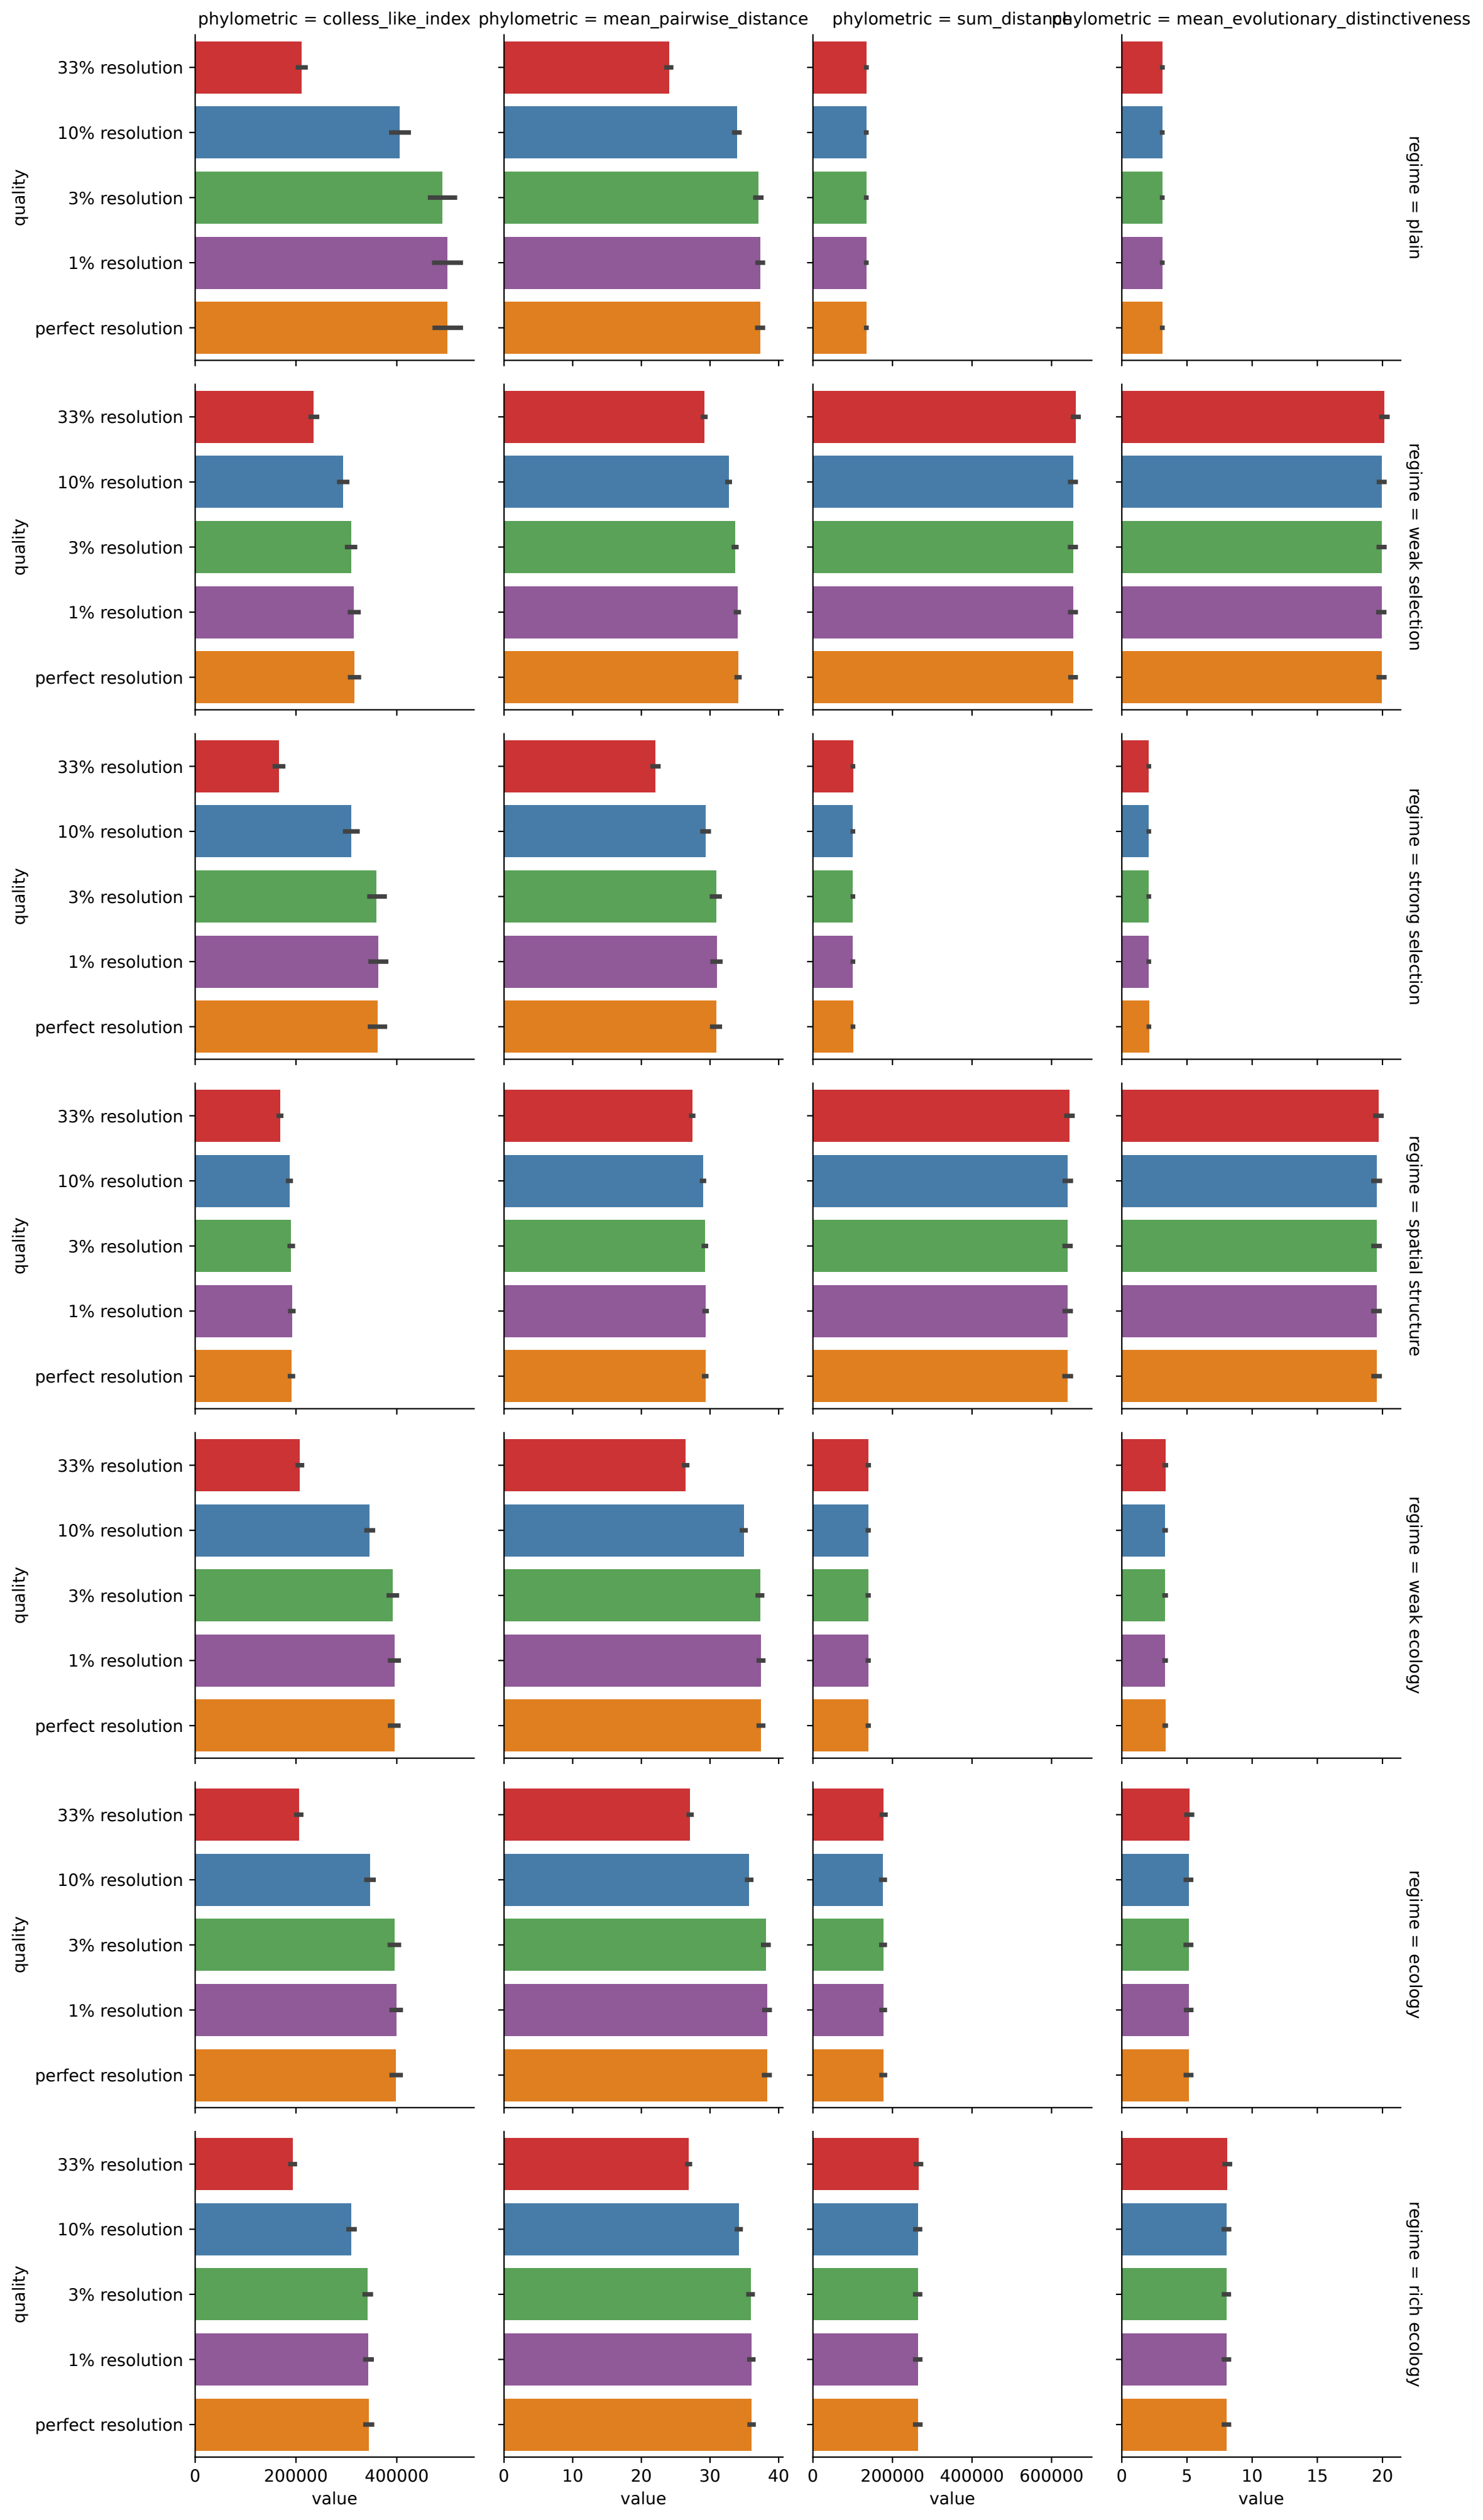 phylometric = colless_like_index
phylometric = mean_pairwise_distance
phylometric = sum_distance
phylometric = mean_evolutionary_distinctiveness
quality
33% resolution
10% resolution
3% resolution
1% resolution
perfect resolution
regime = plain
quality
33% resolution
10% resolution
3% resolution
1% resolution
perfect resolution
regime = weak selection
quality
33% resolution
10% resolution
3% resolution
1% resolution
perfect resolution
regime = strong selection
quality
33% resolution
10% resolution
3% resolution
1% resolution
perfect resolution
regime = spatial structure
quality
33% resolution
10% resolution
3% resolution
1% resolution
perfect resolution
regime = weak ecology
quality
33% resolution
10% resolution
3% resolution
1% resolution
perfect resolution
regime = ecology
quality
33% resolution
10% resolution
3% resolution
1% resolution
perfect resolution
regime = rich ecology
0 200000 400000
0 10 20 30 40
0 200000 400000 600000
0 5 10 15 20
value
value
value
value